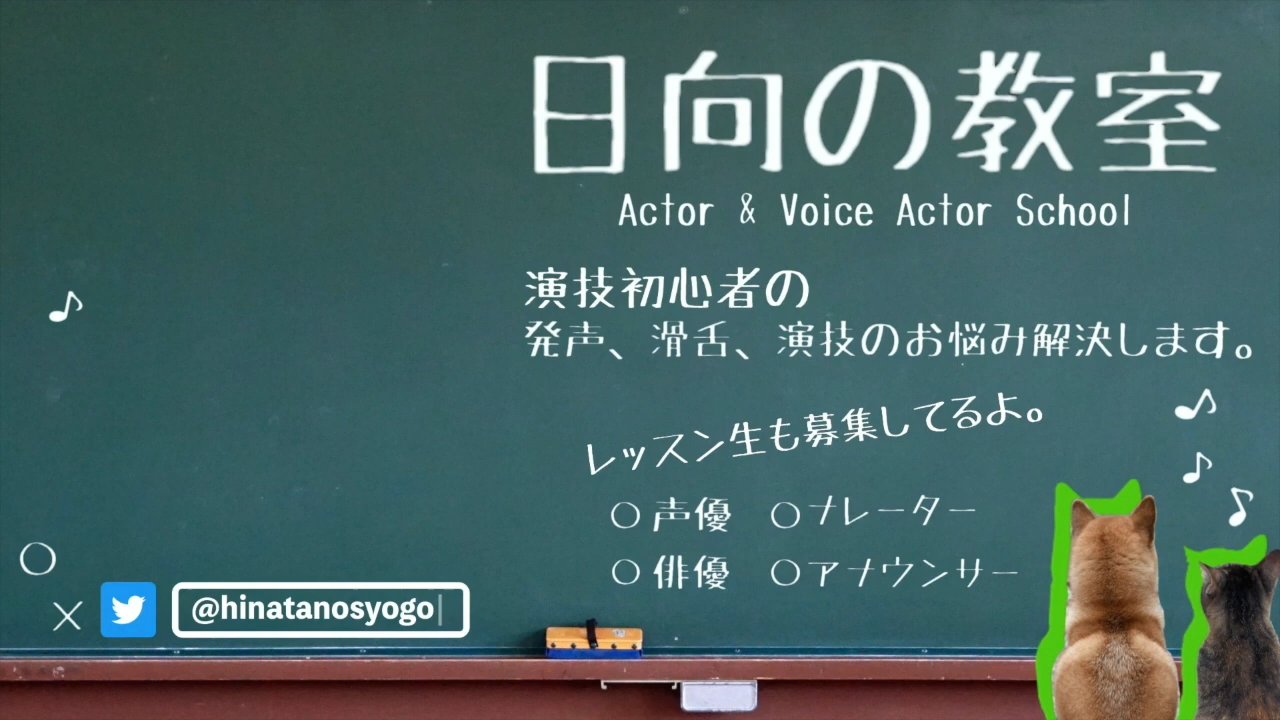 日向の教室
Actor & Voice Actor School
演技初心者の
発声、滑舌、演技のお悩み解決します。
レッスン生も募集してるよ。
○声優 ○ナレーター
○俳優 ○アナウンサー
@hinatanosyogo